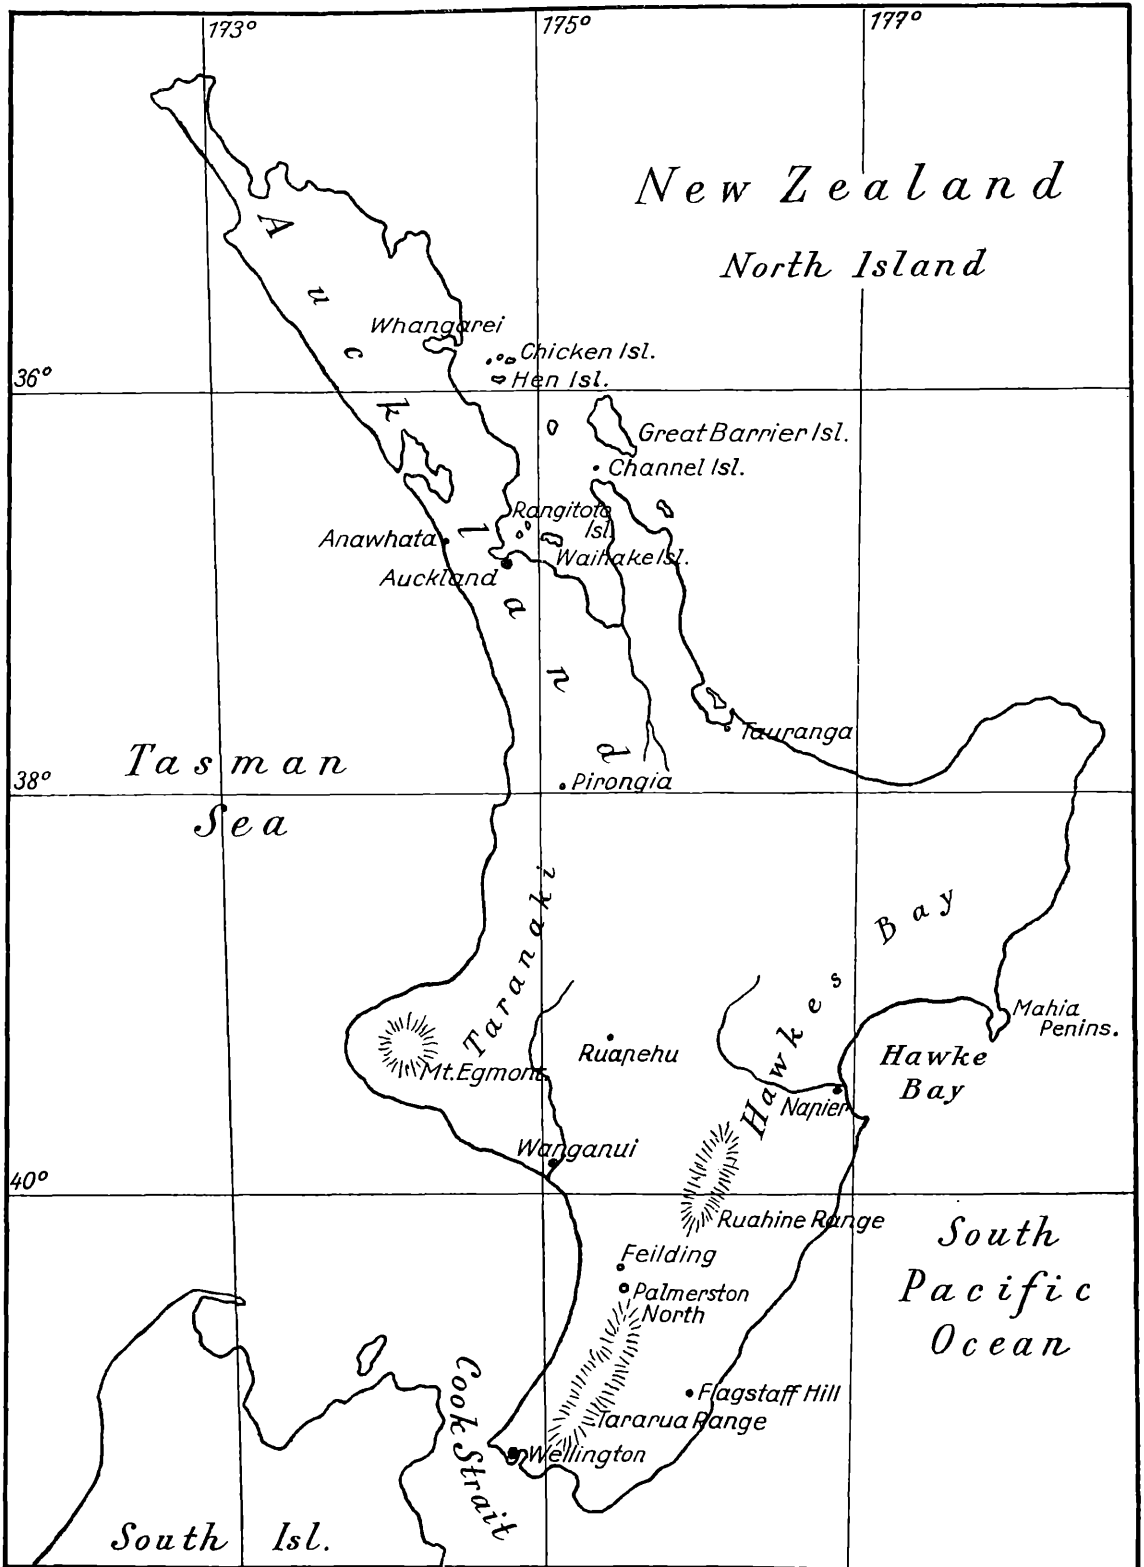 173°
175°
177°
New Zealand
North Island
Auckland
Whangarei
Chicken Isl.
Hen Isl.
36°
Great Barrier Isl.
Channel Isl.
Rangitoto
Isl.
Anawhata
Waihake Isl.
Auckland
Tauranga
Tasman
Sea
Pirongia
38°
Taranaki
Hawkes Bay
Mahia
Penins.
Ruapehu
Hawke
Bay
Mt. Egmont.
Napier
Wanganui
40°
Ruahine Range
South
Pacific
Ocean
Feilding
Palmerston
North
Cook Strait
Flagstaff Hill
Tararua Range
Wellington
South Isl.